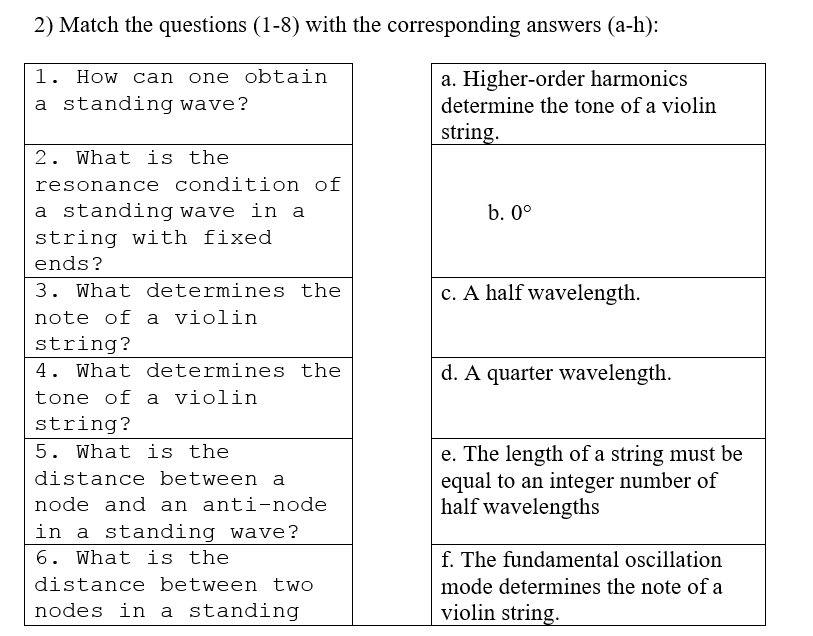 2) Match the questions (1-8) with the corresponding answers (a-h):
1. How can one obtain
a standing wave?
a. Higher-order harmonics
determine the tone of a violin
string.
2. What is the
resonance condition of
a standing wave in a
string with fixed
ends?
b. 0°
3. What determines the
note of a violin
string?
c. A half wavelength.
4. What determines the
tone of a violin
string?
d. A quarter wavelength.
5. What is the
distance between a
node and an anti-node
in a standing wave?
e. The length of a string must be
equal to an integer number of
half wavelengths
6. What is the
distance between two
nodes in a standing
f. The fundamental oscillation
mode determines the note of a
violin string.